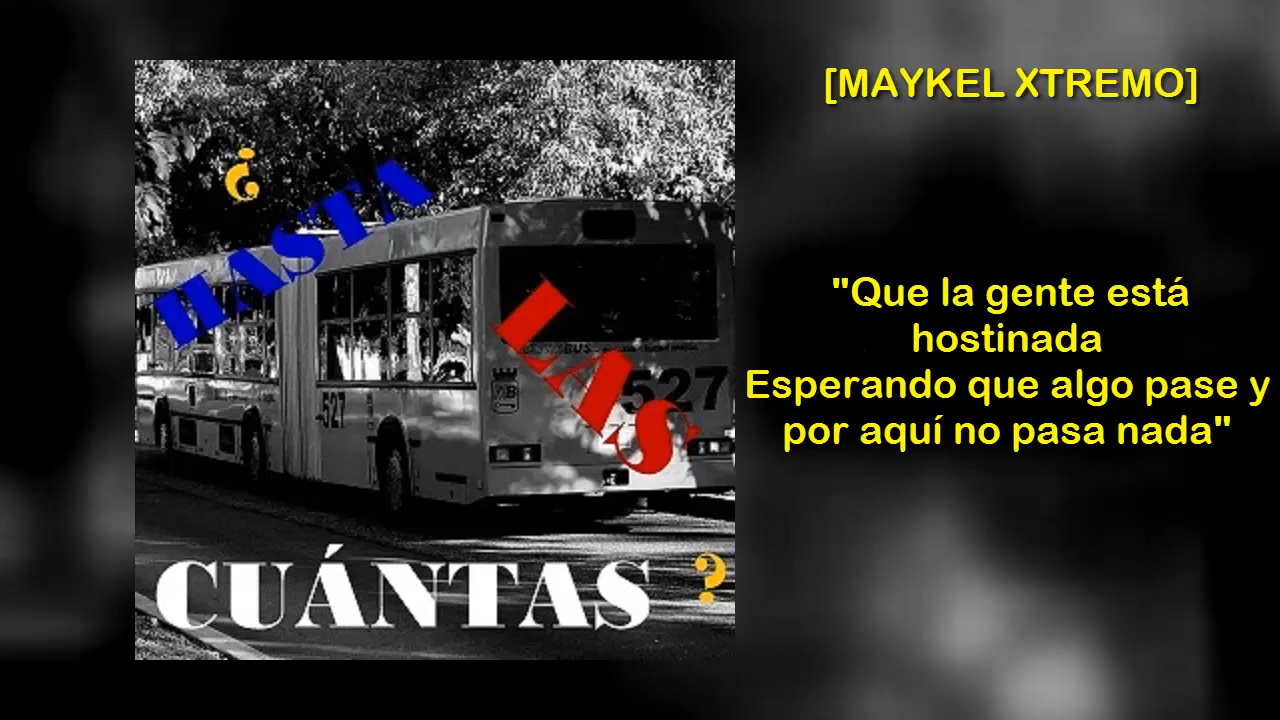 [MAYKEL XTREMO]
¿
HASTA
LAS
527
527
CUÁNTAS ?
"Que la gente está
hostinada
Esperando que algo pase y
por aquí no pasa nada"